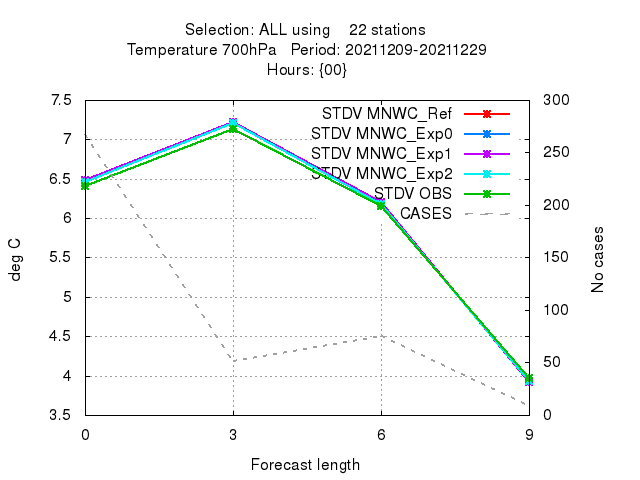 Selection: ALL using    22 stations
Temperature 700hPa   Period: 20211209-20211229
Hours: {00}
7.5
7
6.5
6
5.5
5
4.5
4
3.5
deg C
STDV MNWC_Ref
STDV MNWC_Exp0
STDV MNWC_Exp1
STDV MNWC_Exp2
STDV OBS
CASES
300
250
200
150
100
50
0
No cases
0 3 6 9
Forecast length